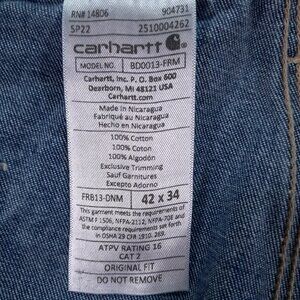 RN# 14806 904731
SP22 2510004262
carhartt
MODEL NO. BD0013-FRM
Carhartt, Inc. P.O. Box 600
Dearborn, MI 48121 USA
Carhartt.com
Made in Nicaragua
Fabriqué au Nicaragua
Hecho en Nicaragua
100% Cotton
100% Coton
100% Algodón
Exclusive Trimming
Sauf Garnitures
Excepto Adorno
FRB13-DNM 42 x 34
This garment meets the requirements of
ASTM F 1506, NFPA-2112, NFPA-70E and
the compliance requirements set forth
in OSHA 29 CFR 1910. 269.
ATPV RATING 16
CAT 2
ORIGINAL FIT
DO NOT REMOVE